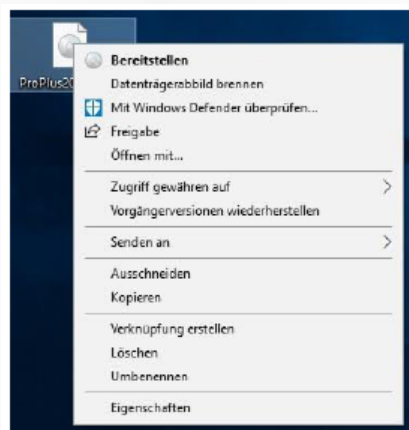 ProPlus20
Bereitstellen
Datenträgerabbild brennen
Mit Windows Defender überprüfen...
Freigabe
Öffnen mit...
Zugriff gewähren auf
Vorgängerversionen wiederherstellen
Senden an
Ausschneiden
Kopieren
Verknüpfung erstellen
Löschen
Umbenennen
Eigenschaften